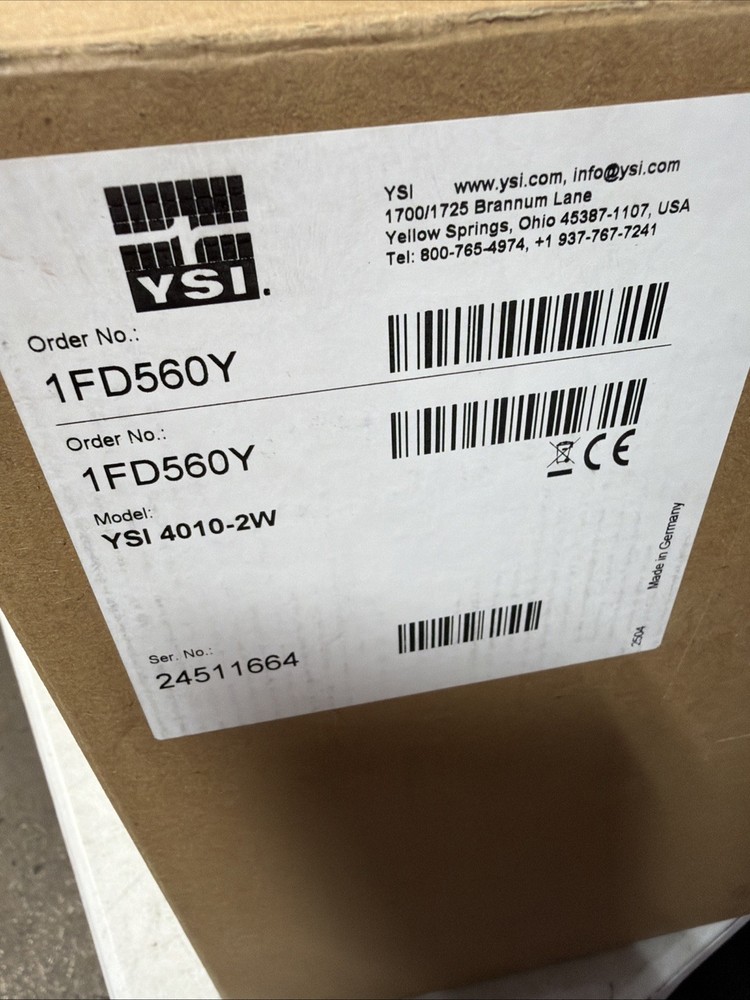 YSI.
YSI www.ysi.com, info@ysi.com
1700/1725 Brannum Lane
Yellow Springs, Ohio 45387-1107, USA
Tel: 800-765-4974, +1 937-767-7241
Order No.:
1FD560Y
Order No.:
1FD560Y
CE
Model:
YSI 4010-2W
Made in Germany
Ser. No.:
24511664
2504